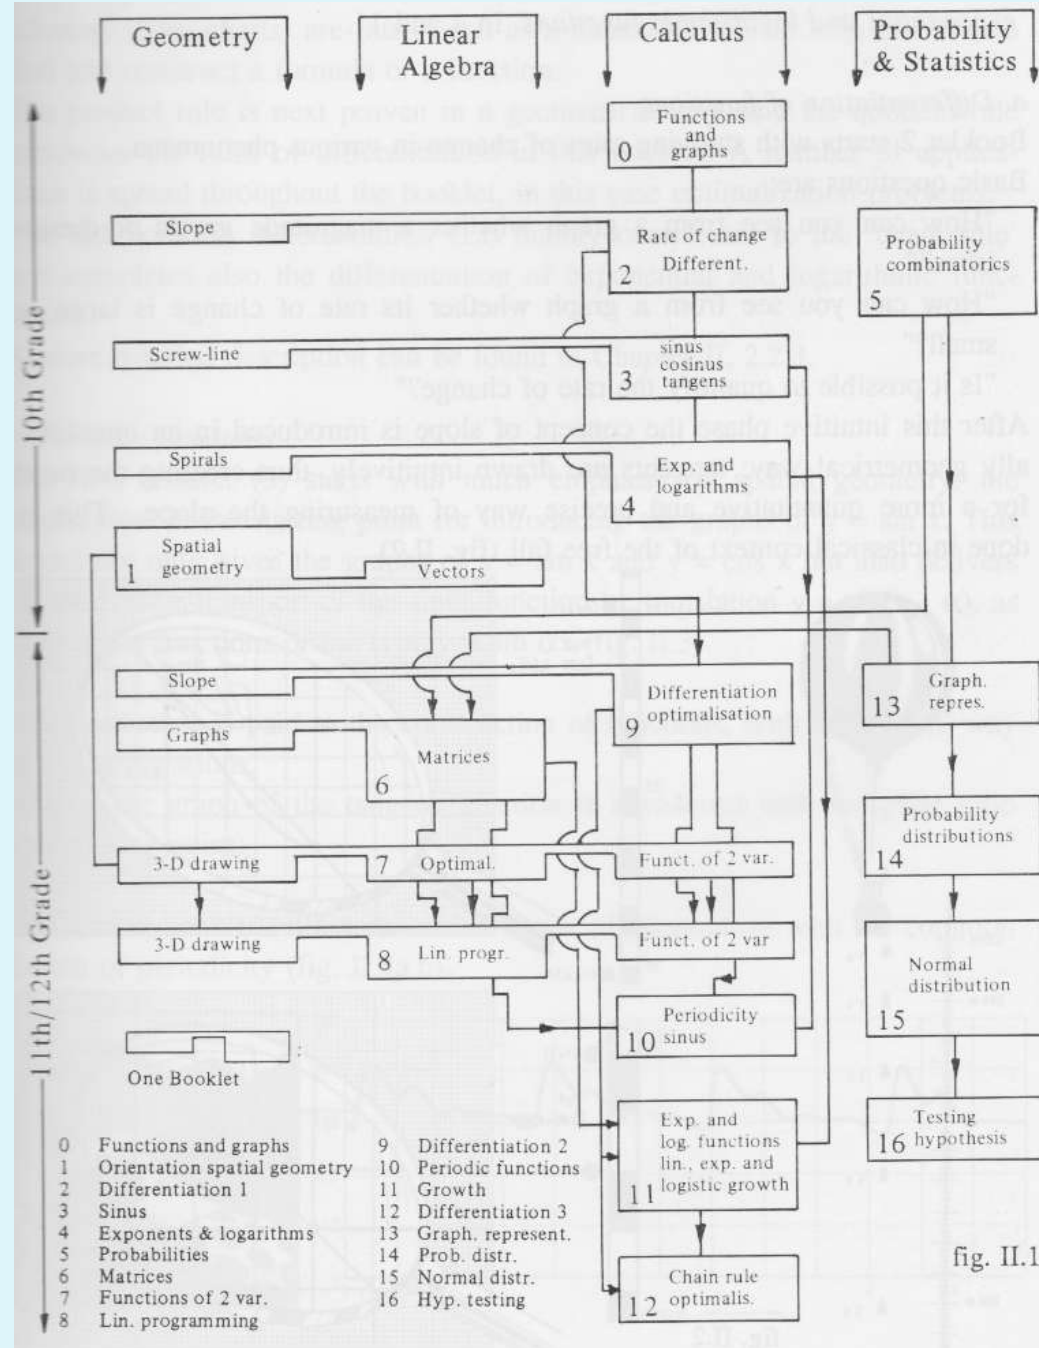 Geometry
Linear
Algebra
Calculus
Probability
& Statistics
10th Grade
11th/12th Grade
Functions
and
graphs
0
Slope
Rate of change
Different.
2
Probability
combinatorics
5
Screw-line
sinus
cosinus
tangens
3
Spirals
Exp. and
logarithms
4
Spatial
geometry
1
Vectors
Slope
Differentiation
optimalisation
9
Graph.
repres.
13
Graphs
Matrices
6
Probability
distributions
14
3-D drawing
7
Optimal.
Funct. of 2 var.
3-D drawing
8
Lin. progr.
Funct. of 2 var
Normal
distribution
15
Periodicity
sinus
10
One Booklet
Exp. and
log. functions
lin., exp. and
logistic growth
11
Testing
hypothesis
16
Chain rule
optimalis.
12
0 Functions and graphs
1 Orientation spatial geometry
2 Differentiation 1
3 Sinus
4 Exponents & logarithms
5 Probabilities
6 Matrices
7 Functions of 2 var.
8 Lin. programming
9 Differentiation 2
10 Periodic functions
11 Growth
12 Differentiation 3
13 Graph. represent.
14 Prob. distr.
15 Normal distr.
16 Hyp. testing
fig. II.1